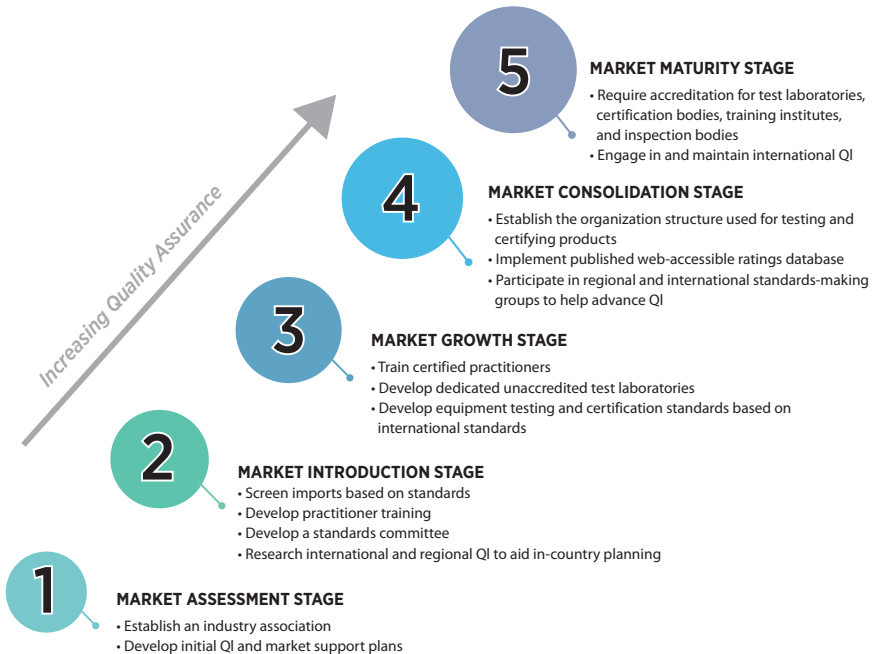 5
MARKET MATURITY STAGE
• Require accreditation for test laboratories,
certification bodies, training institutes,
and inspection bodies
• Engage in and maintain international QI
4
MARKET CONSOLIDATION STAGE
• Establish the organization structure used for testing and
certifying products
• Implement published web-accessible ratings database
• Participate in regional and international standards-making
groups to help advance QI
Increasing Quality Assurance
3
MARKET GROWTH STAGE
• Train certified practitioners
• Develop dedicated unaccredited test laboratories
• Develop equipment testing and certification standards based on
international standards
2
MARKET INTRODUCTION STAGE
• Screen imports based on standards
• Develop practitioner training
• Develop a standards committee
• Research international and regional QI to aid in-country planning
1
MARKET ASSESSMENT STAGE
• Establish an industry association
• Develop initial QI and market support plans